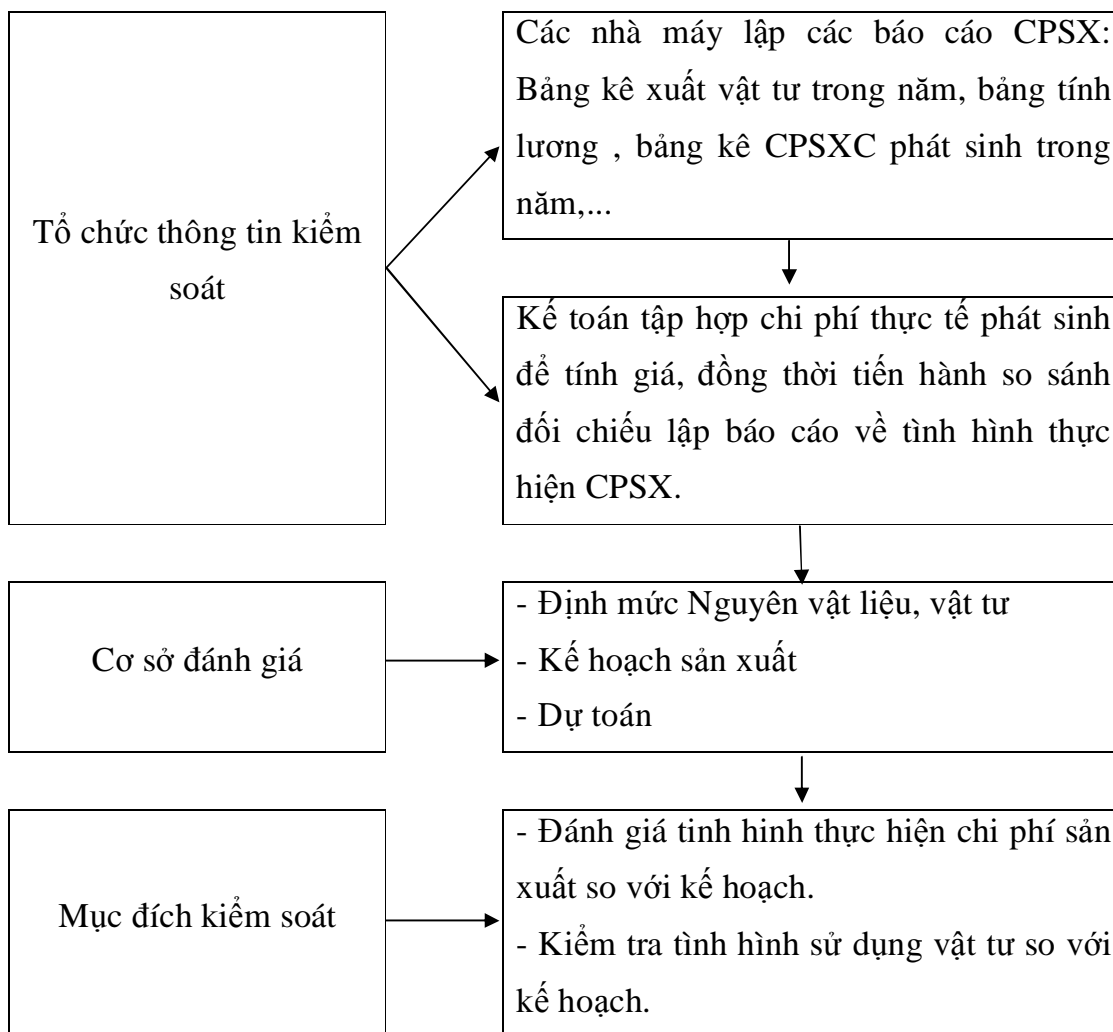 Tổ chức thông tin kiểm
soát
Các nhà máy lập các báo cáo CPSX:
Bảng kê xuất vật tư trong năm, bảng tính
lương , bảng kê CPSXC phát sinh trong
năm,...
Kế toán tập hợp chi phí thực tế phát sinh
để tính giá, đồng thời tiến hành so sánh
đối chiếu lập báo cáo về tình hình thực
hiện CPSX.
Cơ sở đánh giá
- Định mức Nguyên vật liệu, vật tư
- Kế hoạch sản xuất
- Dự toán
Mục đích kiểm soát
- Đánh giá tinh hinh thực hiện chi phí sản
xuất so với kế hoạch.
- Kiểm tra tình hình sử dụng vật tư so với
kế hoạch.